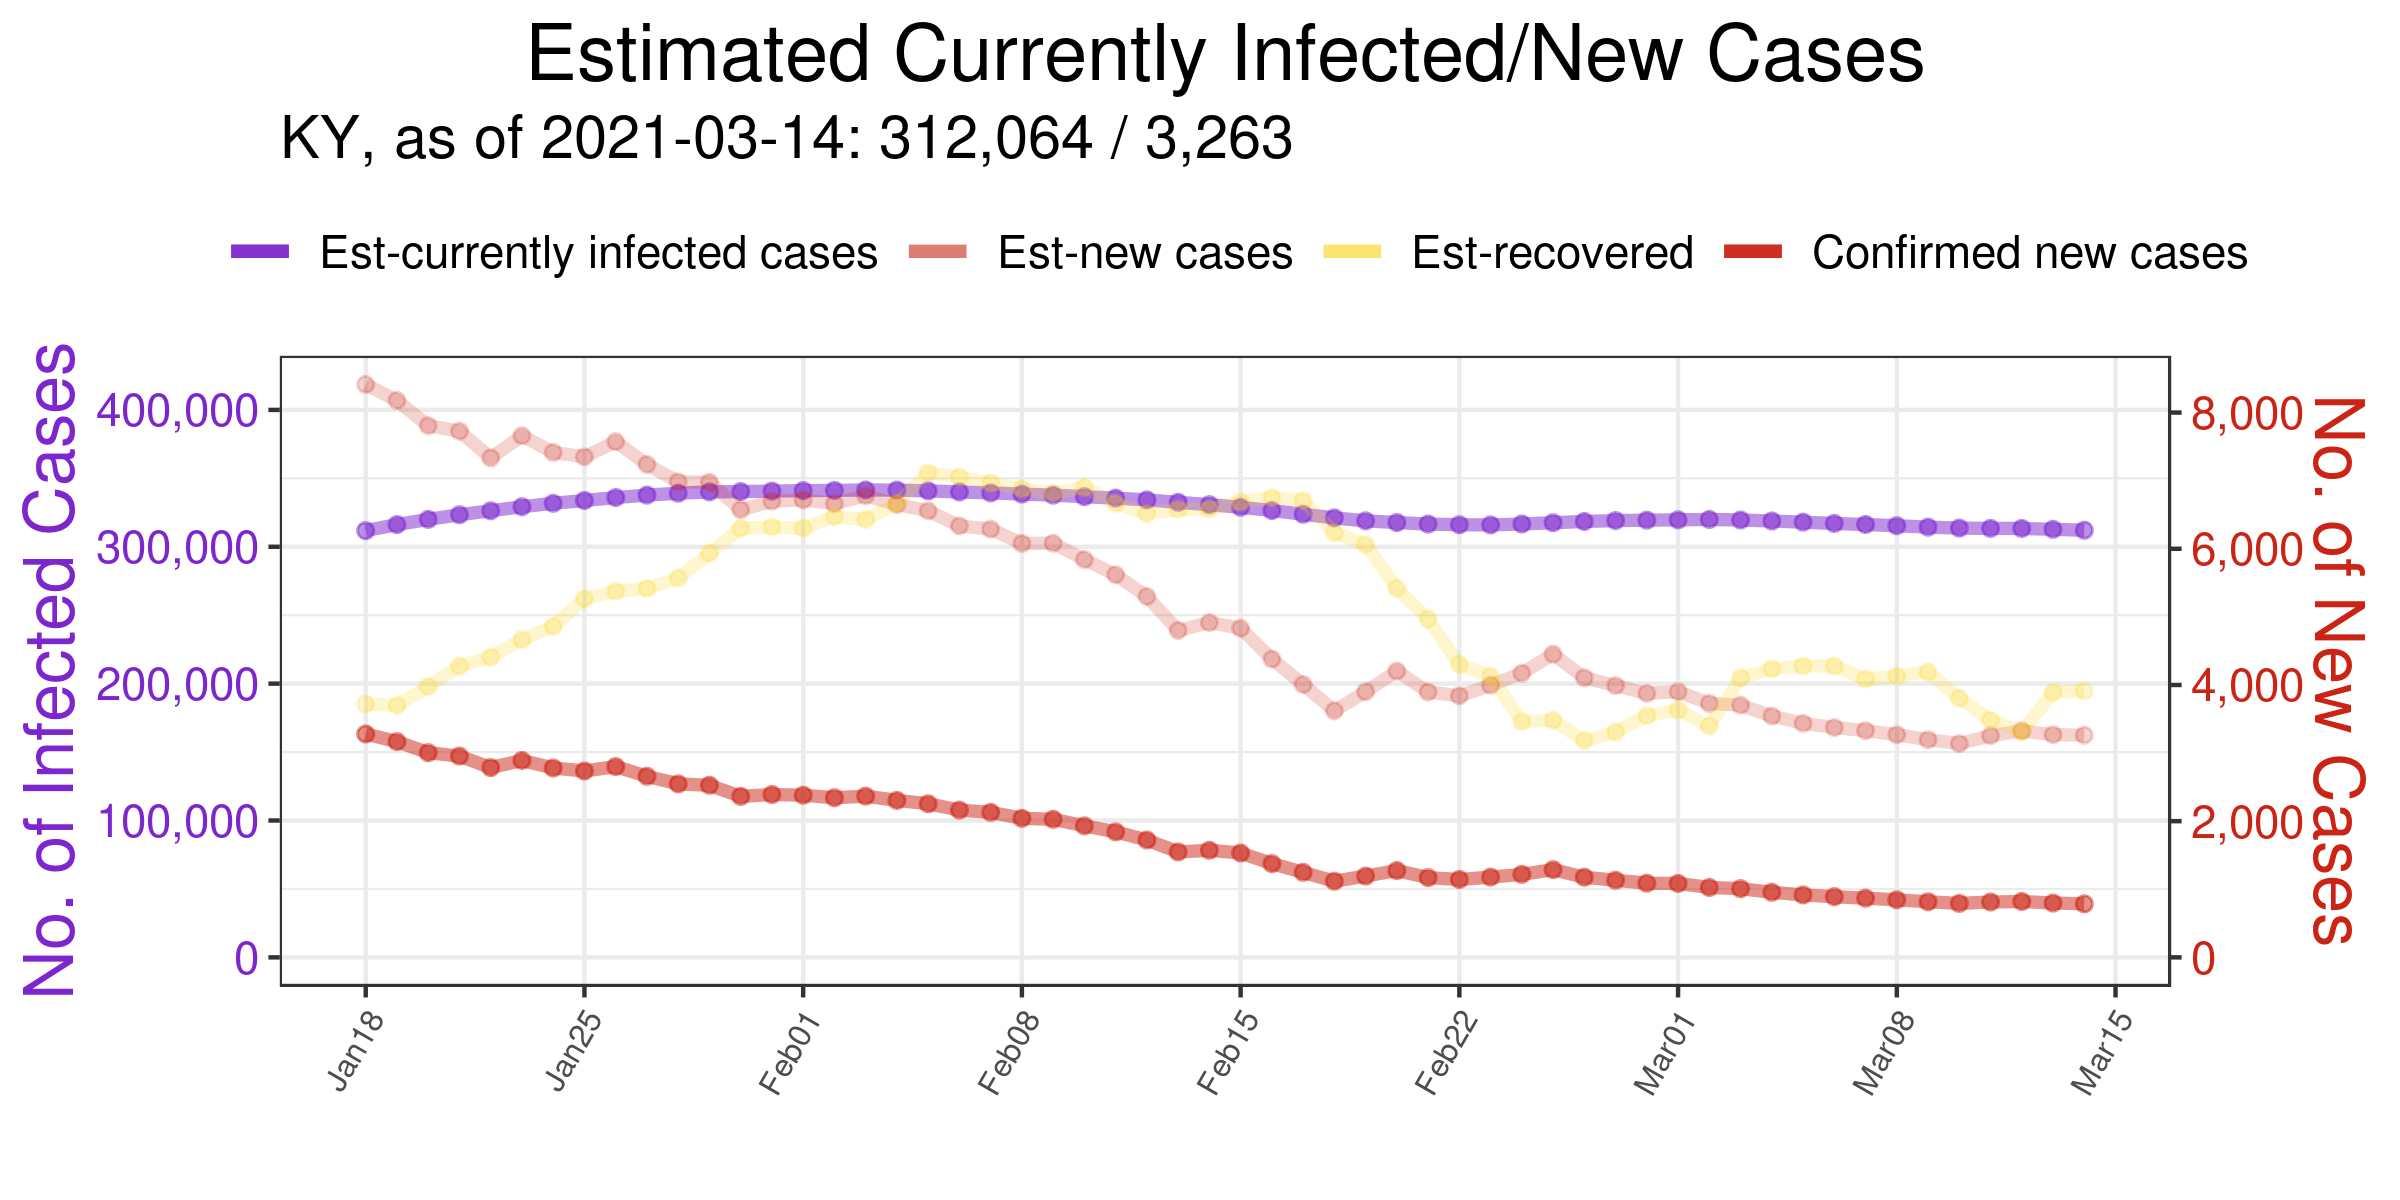 Estimated Currently Infected/New Cases
KY, as of 2021-03-14: 312,064 / 3,263
Est-currently infected cases Est-new cases Est-recovered Confirmed new cases
No. of Infected Cases
400,000
300,000
200,000
100,000
0
8,000
6,000
4,000
2,000
0
No. of New Cases
Jan18 Jan25 Feb01 Feb08 Feb15 Feb22 Mar01 Mar08 Mar15